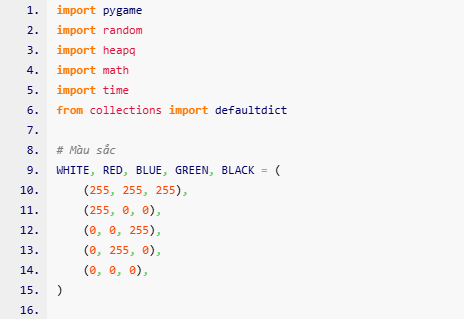 1. import pygame
2. import random
3. import heapq
4. import math
5. import time
6. from collections import defaultdict
7.
8. # Màu sắc
9. WHITE, RED, BLUE, GREEN, BLACK = (
10.     (255, 255, 255),
11.     (255, 0, 0),
12.     (0, 0, 255),
13.     (0, 255, 0),
14.     (0, 0, 0),
15. )
16.